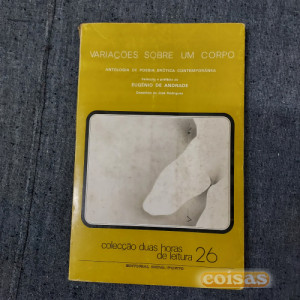 VARIAÇÕES SOBRE UM CORPO
ANTOLOGIA DE POESIA ERÓTICA CONTEMPORÂNEA
EUGÉNIO DE ANDRADE
colecção duas horas
de leitura 26
coisas